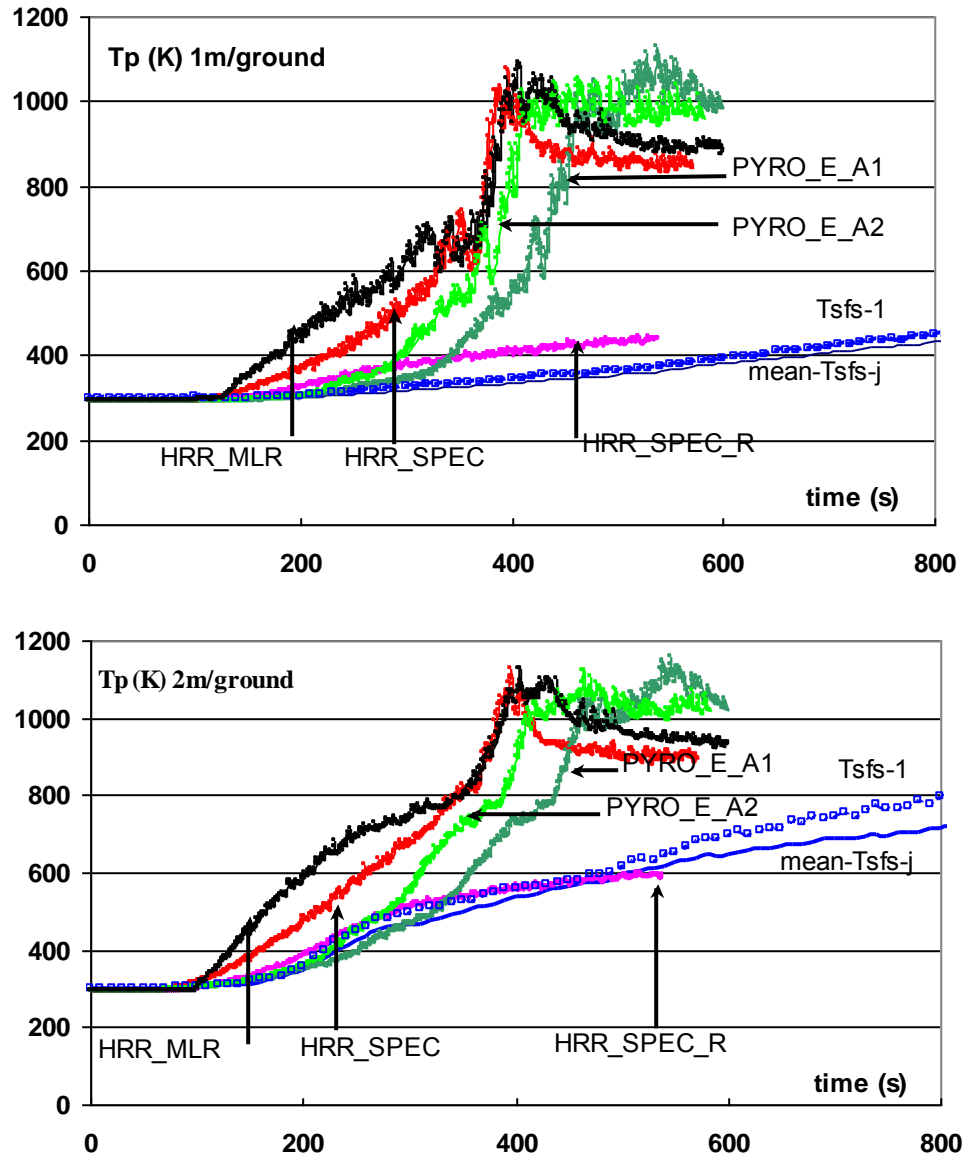 1200
Tp (K) 1m/ground
1000
PYRO_E_A1
800
PYRO_E_A2
600
Tsfs-1
400
mean-Tsfs-j
HRR_MLR
HRR_SPEC
HRR_SPEC_R
200
time (s)
0
0 200 400 600 800
1200
Tp (K) 2m/ground
1000
PYRO_E_A1
Tsfs-1
800
PYRO_E_A2
mean-Tsfs-j
600
400
200
HRR_MLR
HRR_SPEC
HRR_SPEC_R
time (s)
0
0 200 400 600 800